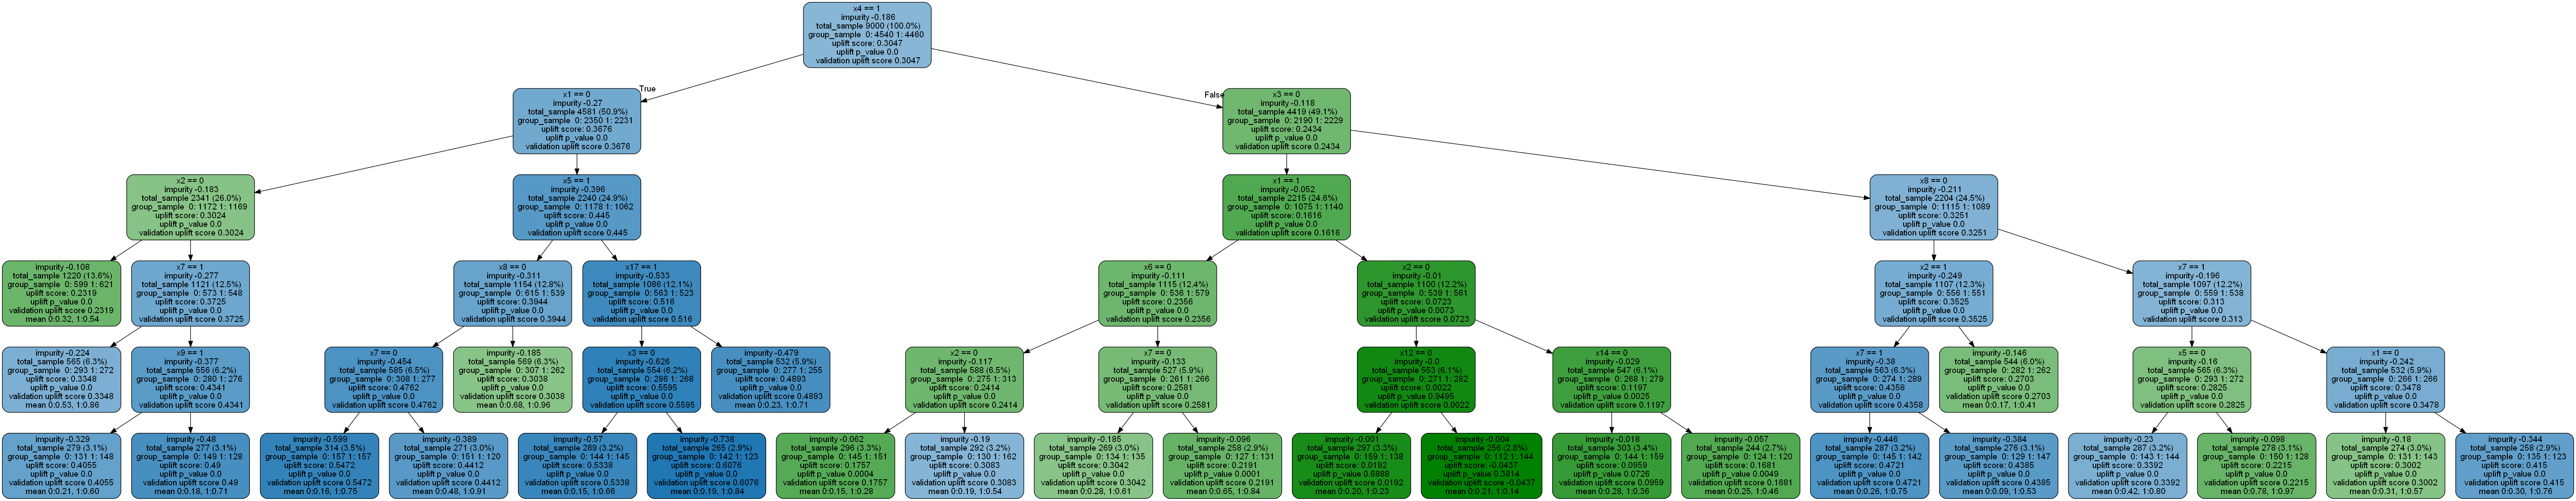 x4 == 1
impurity -0.186
total_sample 9000 (100.0%)
group_sample 0: 4540 1: 4460
uplift score: 0.3047
uplift p_value 0.0
validation uplift score 0.3047
True
False
x1 == 0
impurity -0.27
total_sample 4581 (50.9%)
group_sample 0: 2350 1: 2231
uplift score: 0.3676
uplift p_value 0.0
validation uplift score 0.3676
x3 == 0
impurity -0.118
total_sample 4419 (49.1%)
group_sample 0: 2190 1: 2229
uplift score: 0.2434
uplift p_value 0.0
validation uplift score 0.2434
x2 == 0
impurity -0.183
total_sample 2341 (26.0%)
group_sample 0: 1172 1: 1169
uplift score: 0.3024
uplift p_value 0.0
validation uplift score 0.3024
x5 == 1
impurity -0.396
total_sample 2240 (24.9%)
group_sample 0: 1178 1: 1062
uplift score: 0.445
uplift p_value 0.0
validation uplift score 0.445
x1 == 1
impurity -0.052
total_sample 2215 (24.6%)
group_sample 0: 1075 1: 1140
uplift score: 0.1616
uplift p_value 0.0
validation uplift score 0.1616
x8 == 0
impurity -0.211
total_sample 2204 (24.5%)
group_sample 0: 1115 1: 1089
uplift score: 0.3251
uplift p_value 0.0
validation uplift score 0.3251
impurity -0.108
total_sample 1220 (13.6%)
group_sample 0: 599 1: 621
uplift score: 0.2319
uplift p_value 0.0
validation uplift score 0.2319
mean 0:0.32, 1:0.54
x7 == 1
impurity -0.277
total_sample 1121 (12.5%)
group_sample 0: 573 1: 548
uplift score: 0.3725
uplift p_value 0.0
validation uplift score 0.3725
x8 == 0
impurity -0.311
total_sample 1154 (12.8%)
group_sample 0: 615 1: 539
uplift score: 0.3944
uplift p_value 0.0
validation uplift score 0.3944
x17 == 1
impurity -0.533
total_sample 1086 (12.1%)
group_sample 0: 563 1: 523
uplift score: 0.516
uplift p_value 0.0
validation uplift score 0.516
x6 == 0
impurity -0.111
total_sample 1115 (12.4%)
group_sample 0: 536 1: 579
uplift score: 0.2356
uplift p_value 0.0
validation uplift score 0.2356
x2 == 0
impurity -0.01
total_sample 1100 (12.2%)
group_sample 0: 539 1: 561
uplift score: 0.0723
uplift p_value 0.0073
validation uplift score 0.0723
x2 == 1
impurity -0.249
total_sample 1107 (12.3%)
group_sample 0: 556 1: 551
uplift score: 0.3525
uplift p_value 0.0
validation uplift score 0.3525
x7 == 1
impurity -0.196
total_sample 1097 (12.2%)
group_sample 0: 559 1: 538
uplift score: 0.313
uplift p_value 0.0
validation uplift score 0.313
impurity -0.224
total_sample 565 (6.3%)
group_sample 0: 293 1: 272
uplift score: 0.3348
uplift p_value 0.0
validation uplift score 0.3348
mean 0:0.53, 1:0.86
x9 == 1
impurity -0.377
total_sample 556 (6.2%)
group_sample 0: 280 1: 276
uplift score: 0.4341
uplift p_value 0.0
validation uplift score 0.4341
x7 == 0
impurity -0.454
total_sample 585 (6.5%)
group_sample 0: 308 1: 277
uplift score: 0.4762
uplift p_value 0.0
validation uplift score 0.4762
impurity -0.185
total_sample 569 (6.3%)
group_sample 0: 307 1: 262
uplift score: 0.3038
uplift p_value 0.0
validation uplift score 0.3038
mean 0:0.68, 1:0.96
x3 == 0
impurity -0.626
total_sample 554 (6.2%)
group_sample 0: 286 1: 268
uplift score: 0.5595
uplift p_value 0.0
validation uplift score 0.5595
impurity -0.479
total_sample 532 (5.9%)
group_sample 0: 277 1: 255
uplift score: 0.4893
uplift p_value 0.0
validation uplift score 0.4893
mean 0:0.23, 1:0.71
x2 == 0
impurity -0.117
total_sample 588 (6.5%)
group_sample 0: 275 1: 313
uplift score: 0.2414
uplift p_value 0.0
validation uplift score 0.2414
x7 == 0
impurity -0.133
total_sample 527 (5.9%)
group_sample 0: 261 1: 266
uplift score: 0.2581
uplift p_value 0.0
validation uplift score 0.2581
x12 == 0
impurity -0.0
total_sample 553 (6.1%)
group_sample 0: 271 1: 282
uplift score: 0.0022
uplift p_value 0.9495
validation uplift score 0.0022
x14 == 0
impurity -0.029
total_sample 547 (6.1%)
group_sample 0: 268 1: 279
uplift score: 0.1197
uplift p_value 0.0025
validation uplift score 0.1197
x7 == 1
impurity -0.38
total_sample 563 (6.3%)
group_sample 0: 274 1: 289
uplift score: 0.4358
uplift p_value 0.0
validation uplift score 0.4358
impurity -0.146
total_sample 544 (6.0%)
group_sample 0: 282 1: 262
uplift score: 0.2703
uplift p_value 0.0
validation uplift score 0.2703
mean 0:0.17, 1:0.41
x5 == 0
impurity -0.16
total_sample 565 (6.3%)
group_sample 0: 293 1: 272
uplift score: 0.2825
uplift p_value 0.0
validation uplift score 0.2825
x1 == 0
impurity -0.242
total_sample 532 (5.9%)
group_sample 0: 266 1: 266
uplift score: 0.3478
uplift p_value 0.0
validation uplift score 0.3478
impurity -0.329
total_sample 279 (3.1%)
group_sample 0: 131 1: 148
uplift score: 0.4055
uplift p_value 0.0
validation uplift score 0.4055
mean 0:0.21, 1:0.60
impurity -0.48
total_sample 277 (3.1%)
group_sample 0: 149 1: 128
uplift score: 0.49
uplift p_value 0.0
validation uplift score 0.49
mean 0:0.18, 1:0.71
impurity -0.599
total_sample 314 (3.5%)
group_sample 0: 157 1: 157
uplift score: 0.5472
uplift p_value 0.0
validation uplift score 0.5472
mean 0:0.16, 1:0.75
impurity -0.389
total_sample 271 (3.0%)
group_sample 0: 151 1: 120
uplift score: 0.4412
uplift p_value 0.0
validation uplift score 0.4412
mean 0:0.48, 1:0.91
impurity -0.57
total_sample 289 (3.2%)
group_sample 0: 144 1: 145
uplift score: 0.5338
uplift p_value 0.0
validation uplift score 0.5338
mean 0:0.15, 1:0.66
impurity -0.738
total_sample 265 (2.9%)
group_sample 0: 142 1: 123
uplift score: 0.6076
uplift p_value 0.0
validation uplift score 0.6076
mean 0:0.19, 1:0.84
impurity -0.062
total_sample 296 (3.3%)
group_sample 0: 145 1: 151
uplift score: 0.1757
uplift p_value 0.0004
validation uplift score 0.1757
mean 0:0.15, 1:0.28
impurity -0.19
total_sample 292 (3.2%)
group_sample 0: 130 1: 162
uplift score: 0.3083
uplift p_value 0.0
validation uplift score 0.3083
mean 0:0.19, 1:0.54
impurity -0.185
total_sample 269 (3.0%)
group_sample 0: 134 1: 135
uplift score: 0.3042
uplift p_value 0.0
validation uplift score 0.3042
mean 0:0.28, 1:0.61
impurity -0.096
total_sample 258 (2.9%)
group_sample 0: 127 1: 131
uplift score: 0.2191
uplift p_value 0.0001
validation uplift score 0.2191
mean 0:0.65, 1:0.84
impurity -0.001
total_sample 297 (3.3%)
group_sample 0: 159 1: 138
uplift score: 0.0192
uplift p_value 0.6888
validation uplift score 0.0192
mean 0:0.20, 1:0.23
impurity -0.004
total_sample 256 (2.8%)
group_sample 0: 112 1: 144
uplift score: -0.0437
uplift p_value 0.3814
validation uplift score -0.0437
mean 0:0.21, 1:0.14
impurity -0.018
total_sample 303 (3.4%)
group_sample 0: 144 1: 159
uplift score: 0.0959
uplift p_value 0.0726
validation uplift score 0.0959
mean 0:0.28, 1:0.36
impurity -0.057
total_sample 244 (2.7%)
group_sample 0: 124 1: 120
uplift score: 0.1681
uplift p_value 0.0049
validation uplift score 0.1681
mean 0:0.25, 1:0.46
impurity -0.446
total_sample 287 (3.2%)
group_sample 0: 145 1: 142
uplift score: 0.4721
uplift p_value 0.0
validation uplift score 0.4721
mean 0:0.26, 1:0.75
impurity -0.384
total_sample 276 (3.1%)
group_sample 0: 129 1: 147
uplift score: 0.4385
uplift p_value 0.0
validation uplift score 0.4385
mean 0:0.09, 1:0.53
impurity -0.23
total_sample 287 (3.2%)
group_sample 0: 143 1: 144
uplift score: 0.3392
uplift p_value 0.0
validation uplift score 0.3392
mean 0:0.42, 1:0.80
impurity -0.098
total_sample 278 (3.1%)
group_sample 0: 150 1: 128
uplift score: 0.2215
uplift p_value 0.0
validation uplift score 0.2215
mean 0:0.78, 1:0.97
impurity -0.18
total_sample 274 (3.0%)
group_sample 0: 131 1: 143
uplift score: 0.3002
uplift p_value 0.0
validation uplift score 0.3002
mean 0:0.31, 1:0.57
impurity -0.344
total_sample 258 (2.9%)
group_sample 0: 135 1: 123
uplift score: 0.415
uplift p_value 0.0
validation uplift score 0.415
mean 0:0.30, 1:0.76